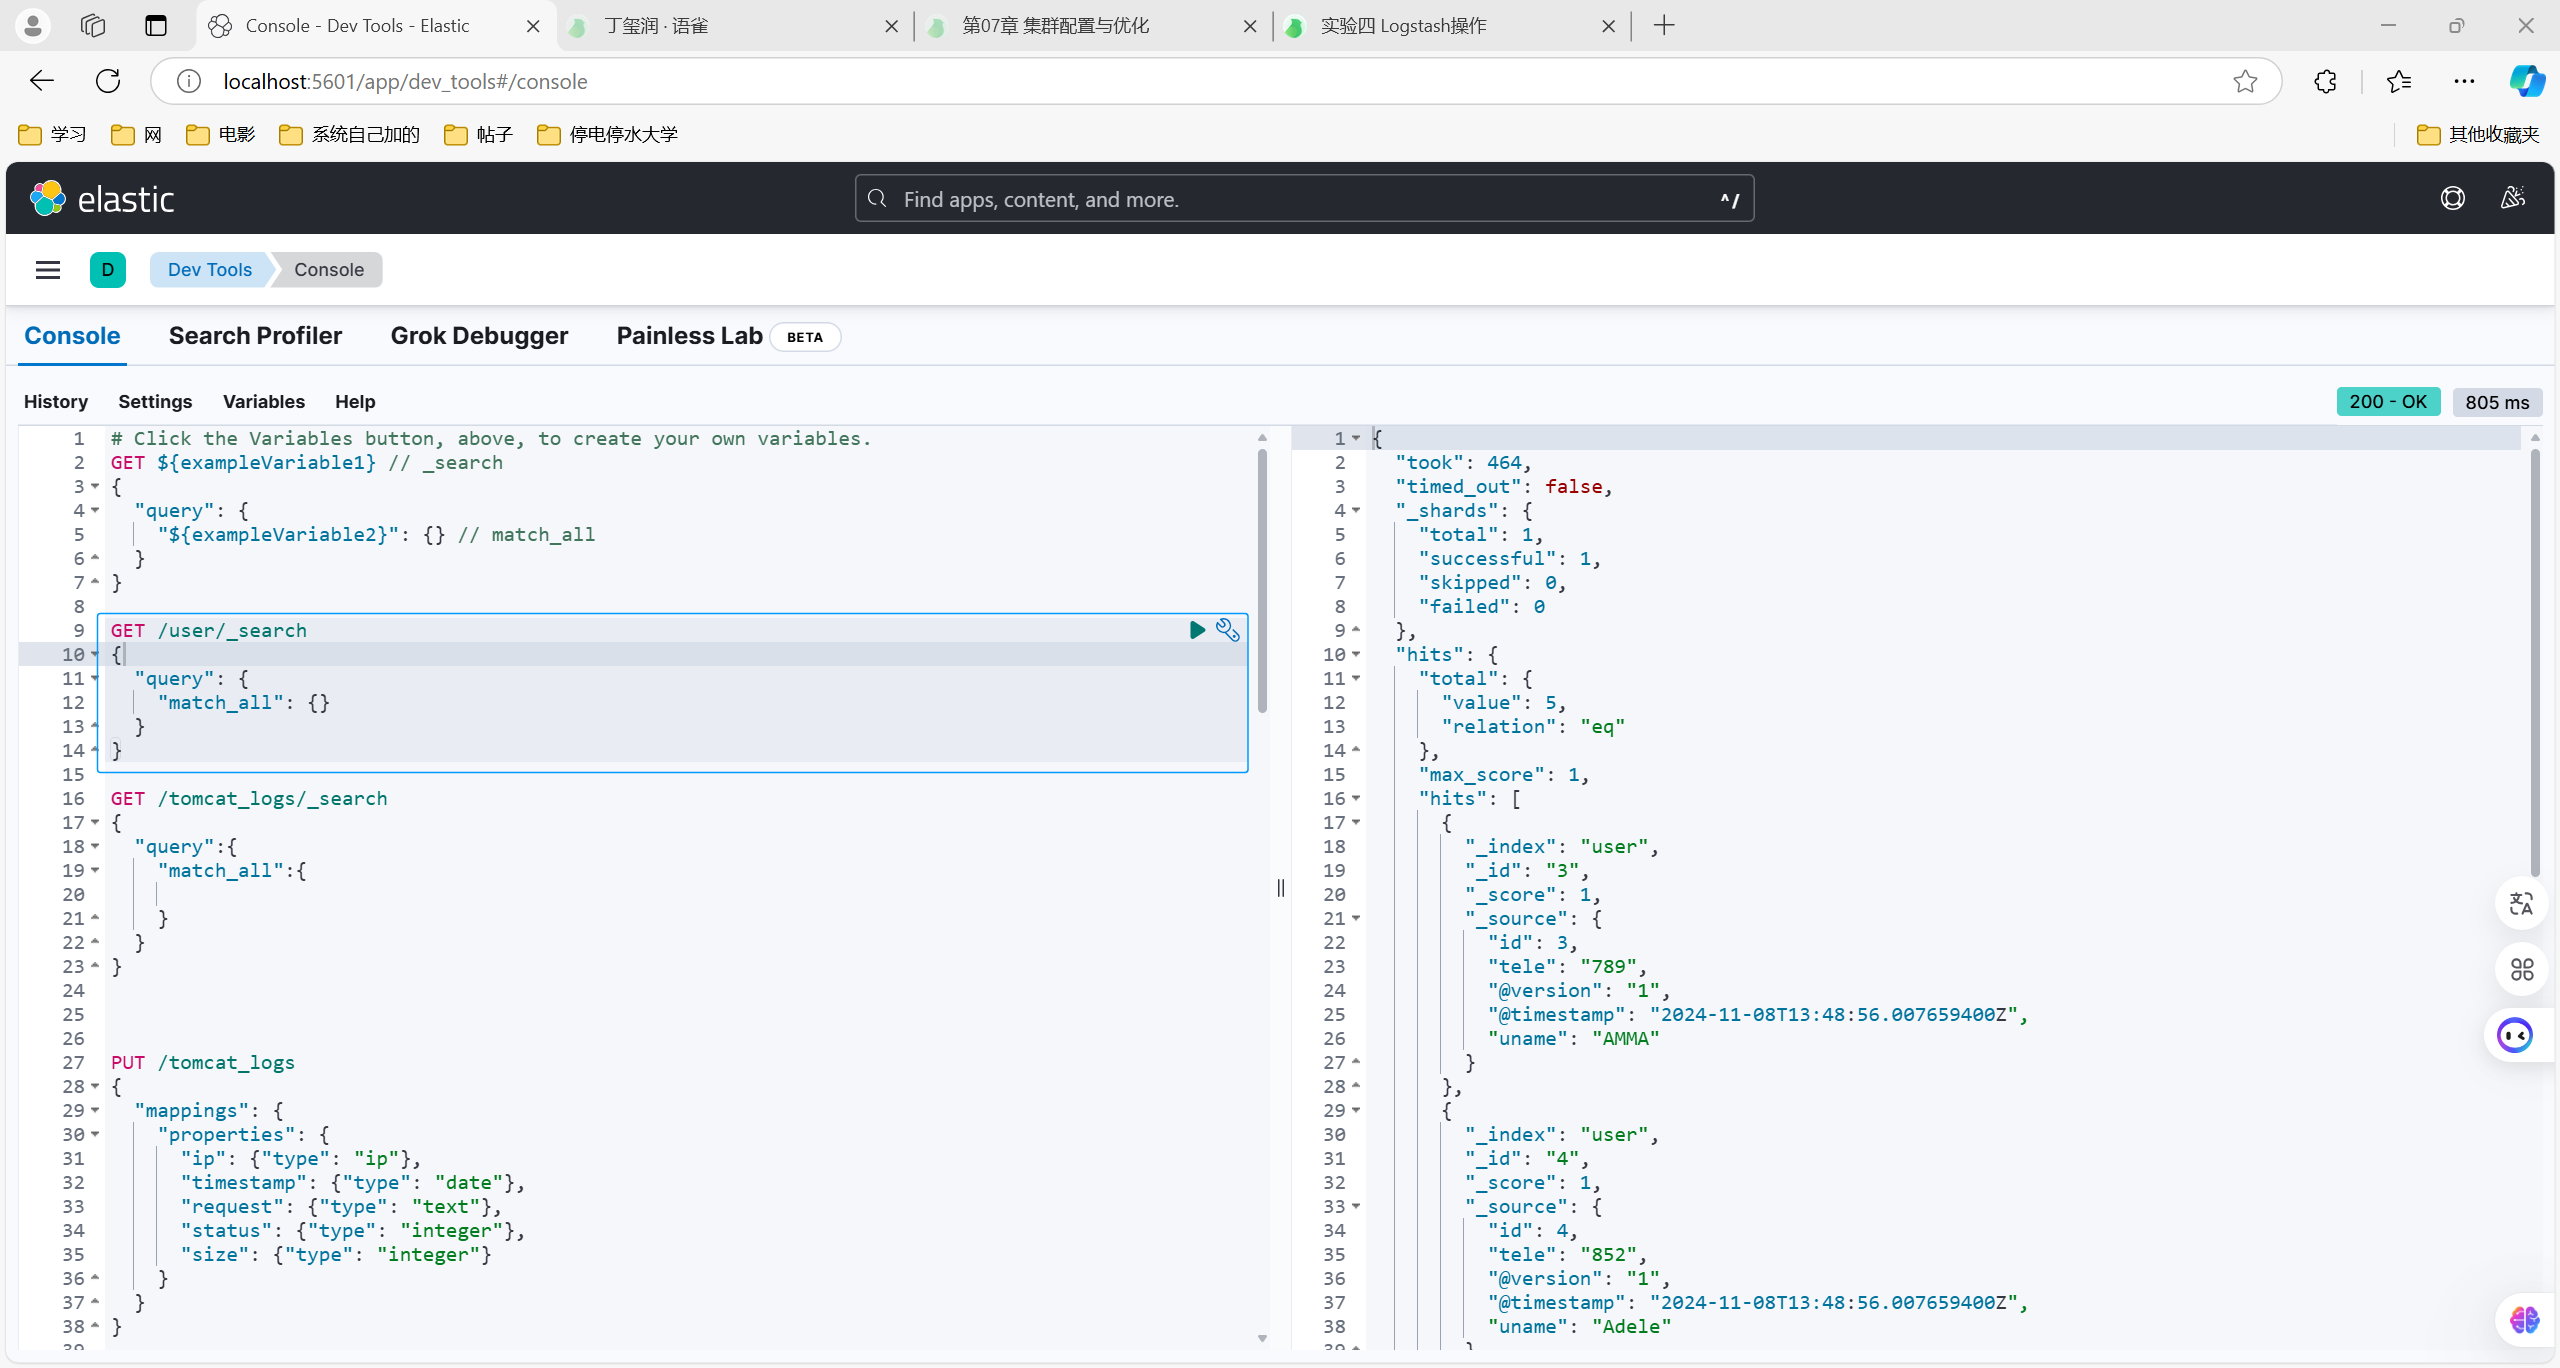 Console - Dev Tools - Elastic
丁玺润 · 语雀
第07章 集群配置与优化
实验四 Logstash操作
localhost:5601/app/dev_tools#/console
学习
网
电影
系统自己加的
帖子
停电停水大学
其他收藏夹
elastic
Find apps, content, and more.
^/
D
Dev Tools
Console
Console
Search Profiler
Grok Debugger
Painless Lab
BETA
History
Settings
Variables
Help
200 - OK
805 ms
1 # Click the Variables button, above, to create your own variables.
2 GET ${exampleVariable1} // _search
3 {
4 "query": {
5 "${exampleVariable2}": {} // match_all
6 }
7 }
8
9 GET /user/_search
10 {
11 "query": {
12 "match_all": {}
13 }
14 }
15
16 GET /tomcat_logs/_search
17 {
18 "query":{
19 "match_all":{
20
21 }
22 }
23 }
24
25
26
27 PUT /tomcat_logs
28 {
29 "mappings": {
30 "properties": {
31 "ip": {"type": "ip"},
32 "timestamp": {"type": "date"},
33 "request": {"type": "text"},
34 "status": {"type": "integer"},
35 "size": {"type": "integer"}
36 }
37 }
38 }
39
1 {
2 "took": 464,
3 "timed_out": false,
4 "_shards": {
5 "total": 1,
6 "successful": 1,
7 "skipped": 0,
8 "failed": 0
9 },
10 "hits": {
11 "total": {
12 "value": 5,
13 "relation": "eq"
14 },
15 "max_score": 1,
16 "hits": [
17 {
18 "_index": "user",
19 "_id": "3",
20 "_score": 1,
21 "_source": {
22 "id": 3,
23 "tele": "789",
24 "@version": "1",
25 "@timestamp": "2024-11-08T13:48:56.007659400Z",
26 "uname": "AMMA"
27 }
28 },
29 {
30 "_index": "user",
31 "_id": "4",
32 "_score": 1,
33 "_source": {
34 "id": 4,
35 "tele": "852",
36 "@version": "1",
37 "@timestamp": "2024-11-08T13:48:56.007659400Z",
38 "uname": "Adele"
39 }